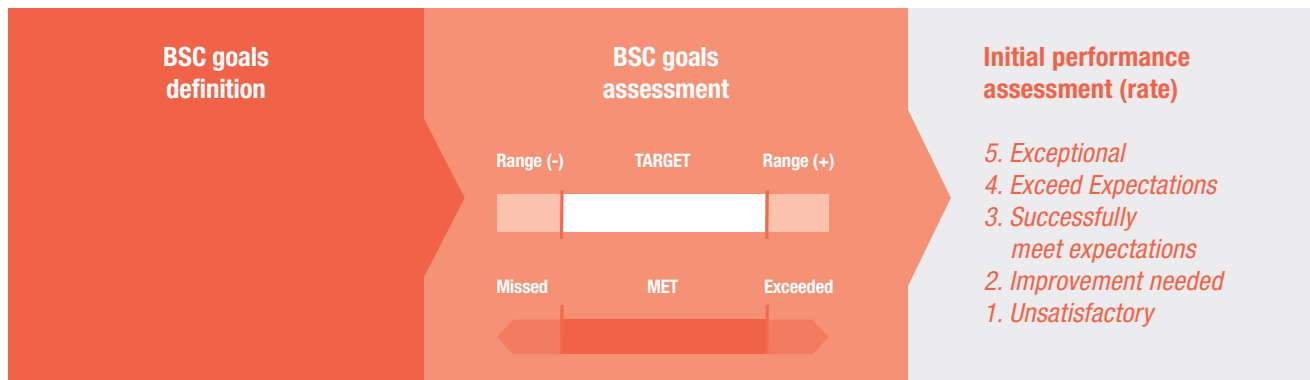 BSC goals
definition
BSC goals
assessment
Range (-) TARGET Range (+)
Missed MET Exceeded
Initial performance
assessment (rate)
5. Exceptional
4. Exceed Expectations
3. Successfully
meet expectations
2. Improvement needed
1. Unsatisfactory